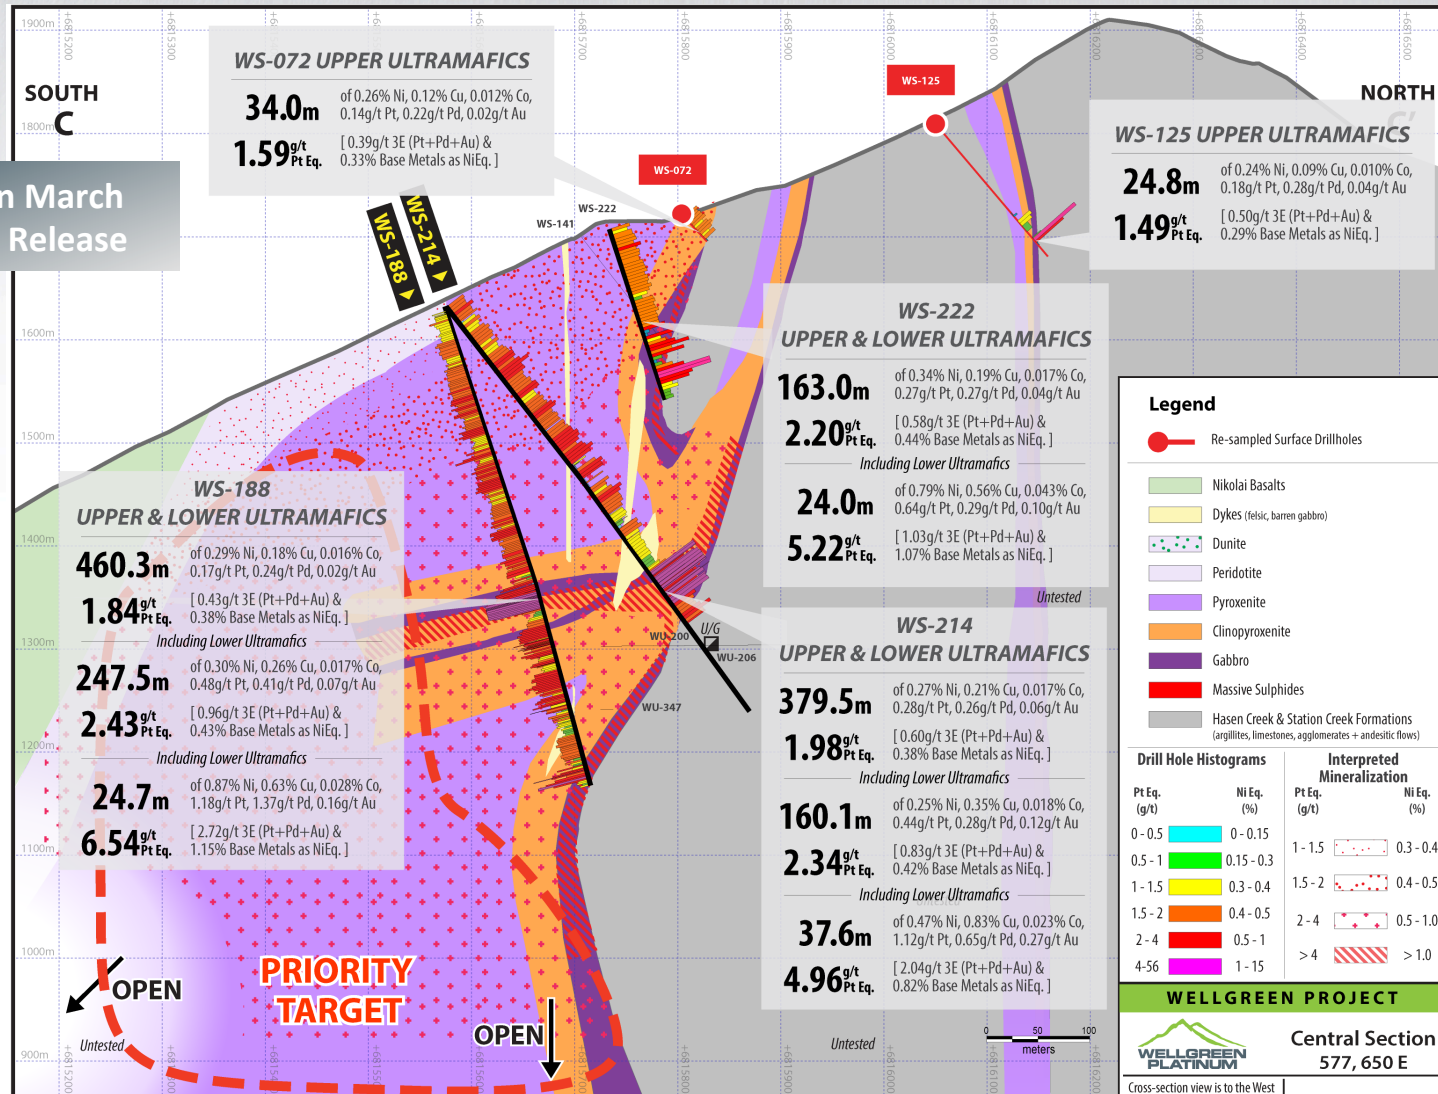 1900m
1800m
1600m
1500m
1400m
1300m
1200m
1100m
1000m
900m
+6815200
+6815300
+6815700
+6815800
+6815900
+6816000
+6816100
+6816200
+6816400
+6816500
SOUTH
C
NORTH
C'
n March
Release
WS-072 UPPER ULTRAMAFICS
34.0m
of 0.26% Ni, 0.12% Cu, 0.012% Co,
0.14g/t Pt, 0.22g/t Pd, 0.02g/t Au
1.59 g/t Pt Eq.
[ 0.39g/t 3E (Pt+Pd+Au) &
0.33% Base Metals as NiEq. ]
WS-188
WS-214
WS-141
WS-222
WS-072
WS-125
WS-125 UPPER ULTRAMAFICS
24.8m
of 0.24% Ni, 0.09% Cu, 0.010% Co,
0.18g/t Pt, 0.28g/t Pd, 0.04g/t Au
1.49 g/t Pt Eq.
[ 0.50g/t 3E (Pt+Pd+Au) &
0.29% Base Metals as NiEq. ]
WS-222
UPPER & LOWER ULTRAMAFICS
163.0m
of 0.34% Ni, 0.19% Cu, 0.017% Co,
0.27g/t Pt, 0.27g/t Pd, 0.04g/t Au
2.20 g/t Pt Eq.
[ 0.58g/t 3E (Pt+Pd+Au) &
0.44% Base Metals as NiEq. ]
Including Lower Ultramafics
24.0m
of 0.79% Ni, 0.56% Cu, 0.043% Co,
0.64g/t Pt, 0.29g/t Pd, 0.10g/t Au
5.22 g/t Pt Eq.
[ 1.03g/t 3E (Pt+Pd+Au) &
1.07% Base Metals as NiEq. ]
WS-188
UPPER & LOWER ULTRAMAFICS
460.3m
of 0.29% Ni, 0.18% Cu, 0.016% Co,
0.17g/t Pt, 0.24g/t Pd, 0.02g/t Au
1.84 g/t Pt Eq.
[ 0.43g/t 3E (Pt+Pd+Au) &
0.38% Base Metals as NiEq. ]
Including Lower Ultramafics
247.5m
of 0.30% Ni, 0.26% Cu, 0.017% Co,
0.48g/t Pt, 0.41g/t Pd, 0.07g/t Au
2.43 g/t Pt Eq.
[ 0.96g/t 3E (Pt+Pd+Au) &
0.43% Base Metals as NiEq. ]
Including Lower Ultramafics
24.7m
of 0.87% Ni, 0.63% Cu, 0.028% Co,
1.18g/t Pt, 1.37g/t Pd, 0.16g/t Au
6.54 g/t Pt Eq.
[ 2.72g/t 3E (Pt+Pd+Au) &
1.15% Base Metals as NiEq. ]
WS-214
UPPER & LOWER ULTRAMAFICS
379.5m
of 0.27% Ni, 0.21% Cu, 0.017% Co,
0.28g/t Pt, 0.26g/t Pd, 0.06g/t Au
1.98 g/t Pt Eq.
[ 0.60g/t 3E (Pt+Pd+Au) &
0.38% Base Metals as NiEq. ]
Including Lower Ultramafics
160.1m
of 0.25% Ni, 0.35% Cu, 0.018% Co,
0.44g/t Pt, 0.28g/t Pd, 0.12g/t Au
2.34 g/t Pt Eq.
[ 0.83g/t 3E (Pt+Pd+Au) &
0.42% Base Metals as NiEq. ]
Including Lower Ultramafics
37.6m
of 0.47% Ni, 0.83% Cu, 0.023% Co,
1.12g/t Pt, 0.65g/t Pd, 0.27g/t Au
4.96 g/t Pt Eq.
[ 2.04g/t 3E (Pt+Pd+Au) &
0.82% Base Metals as NiEq. ]
WU-200
U/G
WU-206
WU-347
Untested
PRIORITY
TARGET
OPEN
OPEN
Untested
Untested
0 50 100
meters
Legend
Re-sampled Surface Drillholes
Nikolai Basalts
Dykes (felsic, barren gabbro)
Dunite
Peridotite
Pyroxenite
Clinopyroxenite
Gabbro
Massive Sulphides
Hasen Creek & Station Creek Formations
(argillites, limestones, agglomerates + andesitic flows)
Drill Hole Histograms
Pt Eq. (g/t) Ni Eq. (%)
0 - 0.5 0 - 0.15
0.5 - 1 0.15 - 0.3
1 - 1.5 0.3 - 0.4
1.5 - 2 0.4 - 0.5
2 - 4 0.5 - 1
4-56 1 - 15
Interpreted
Mineralization
Pt Eq. (g/t) Ni Eq. (%)
1 - 1.5 0.3 - 0.4
1.5 - 2 0.4 - 0.5
2 - 4 0.5 - 1.0
> 4 > 1.0
WELLGREEN PROJECT
WELLGREEN
PLATINUM
Central Section
577, 650 E
Cross-section view is to the West